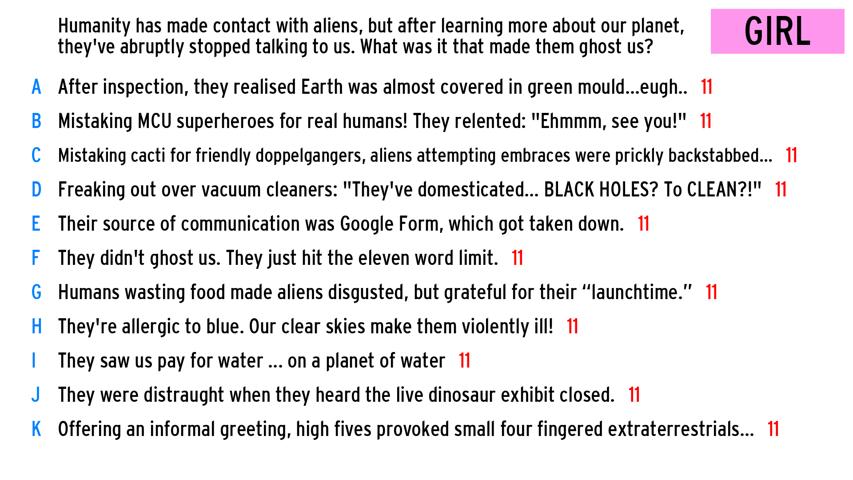 Humanity has made contact with aliens, but after learning more about our planet,
they've abruptly stopped talking to us. What was it that made them ghost us?
GIRL
A After inspection, they realised Earth was almost covered in green mould...eugh.. 11
B Mistaking MCU superheroes for real humans! They relented: "Ehmmm, see you!" 11
C Mistaking cacti for friendly doppelgangers, aliens attempting embraces were prickly backstabbed... 11
D Freaking out over vacuum cleaners: "They've domesticated... BLACK HOLES? To CLEAN?!" 11
E Their source of communication was Google Form, which got taken down. 11
F They didn't ghost us. They just hit the eleven word limit. 11
G Humans wasting food made aliens disgusted, but grateful for their “launchtime.” 11
H They're allergic to blue. Our clear skies make them violently ill! 11
I They saw us pay for water ... on a planet of water 11
J They were distraught when they heard the live dinosaur exhibit closed. 11
K Offering an informal greeting, high fives provoked small four fingered extraterrestrials... 11